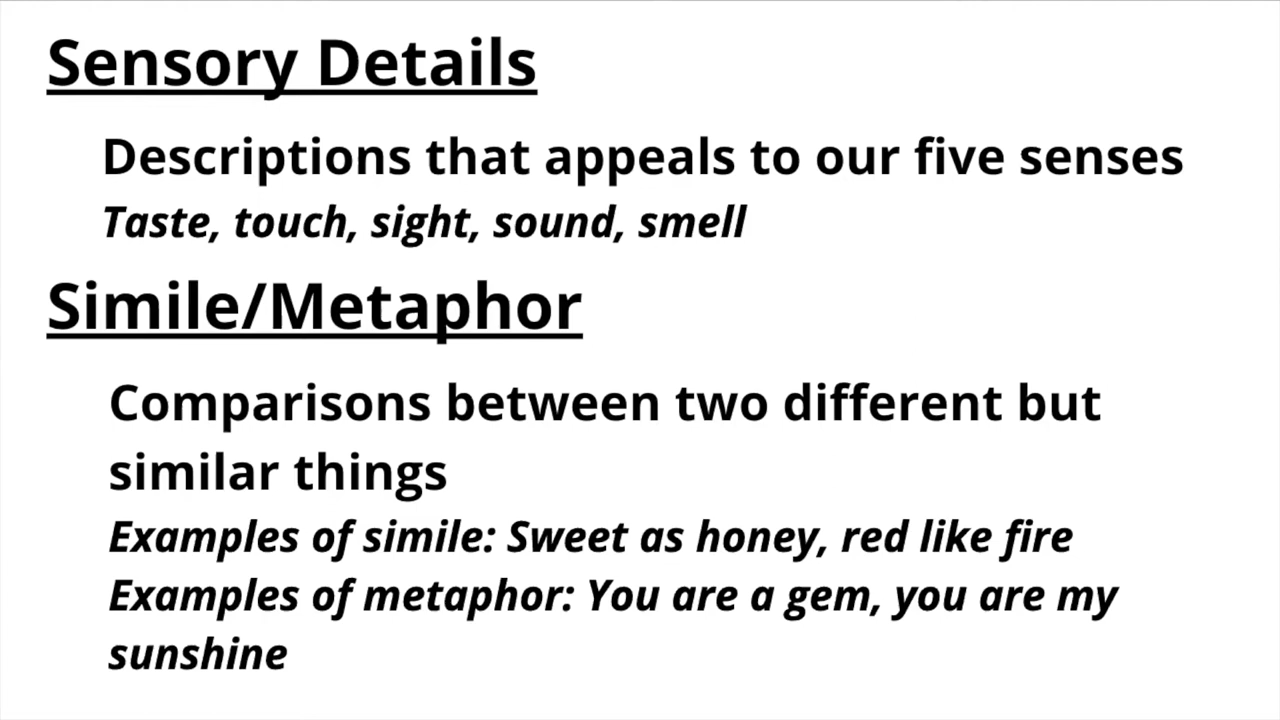 Sensory Details
Descriptions that appeals to our five senses
Taste, touch, sight, sound, smell
Simile/Metaphor
Comparisons between two different but
similar things
Examples of simile: Sweet as honey, red like fire
Examples of metaphor: You are a gem, you are my
sunshine